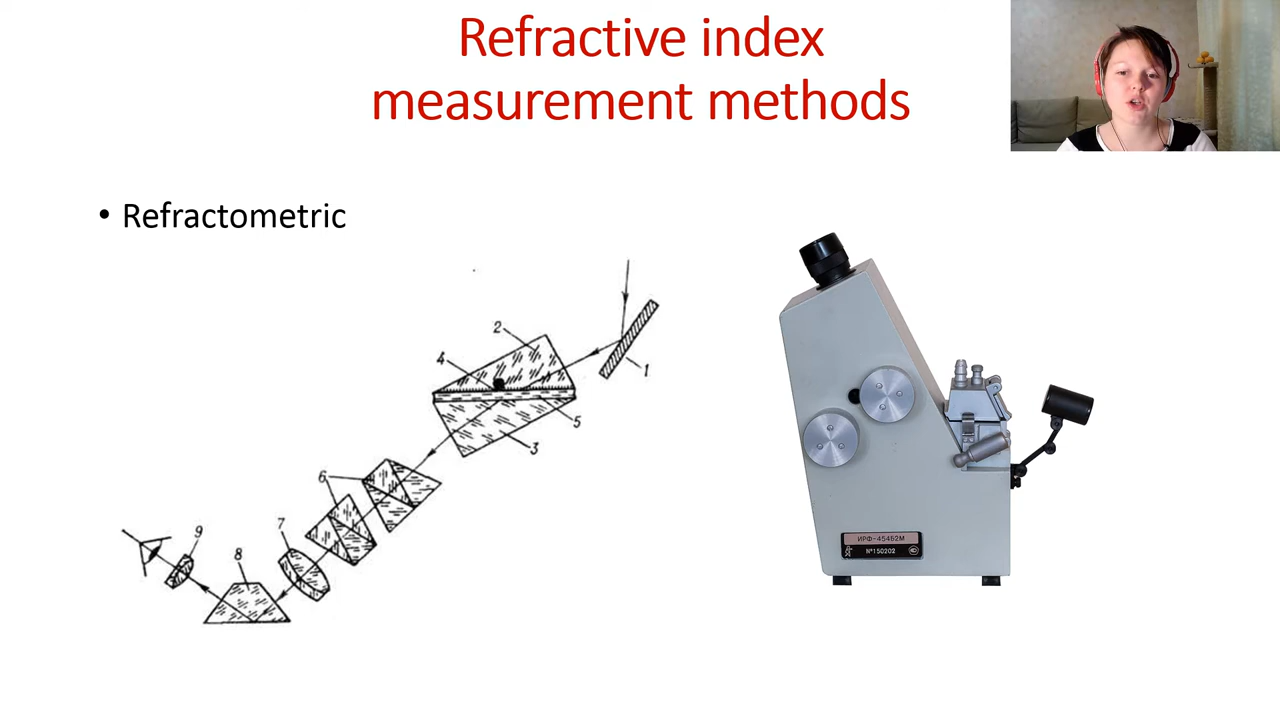 Refractive index
measurement methods
• Refractometric
2
4
1
5
3
6
7
9
8
ИРФ-454Б2М
№150202